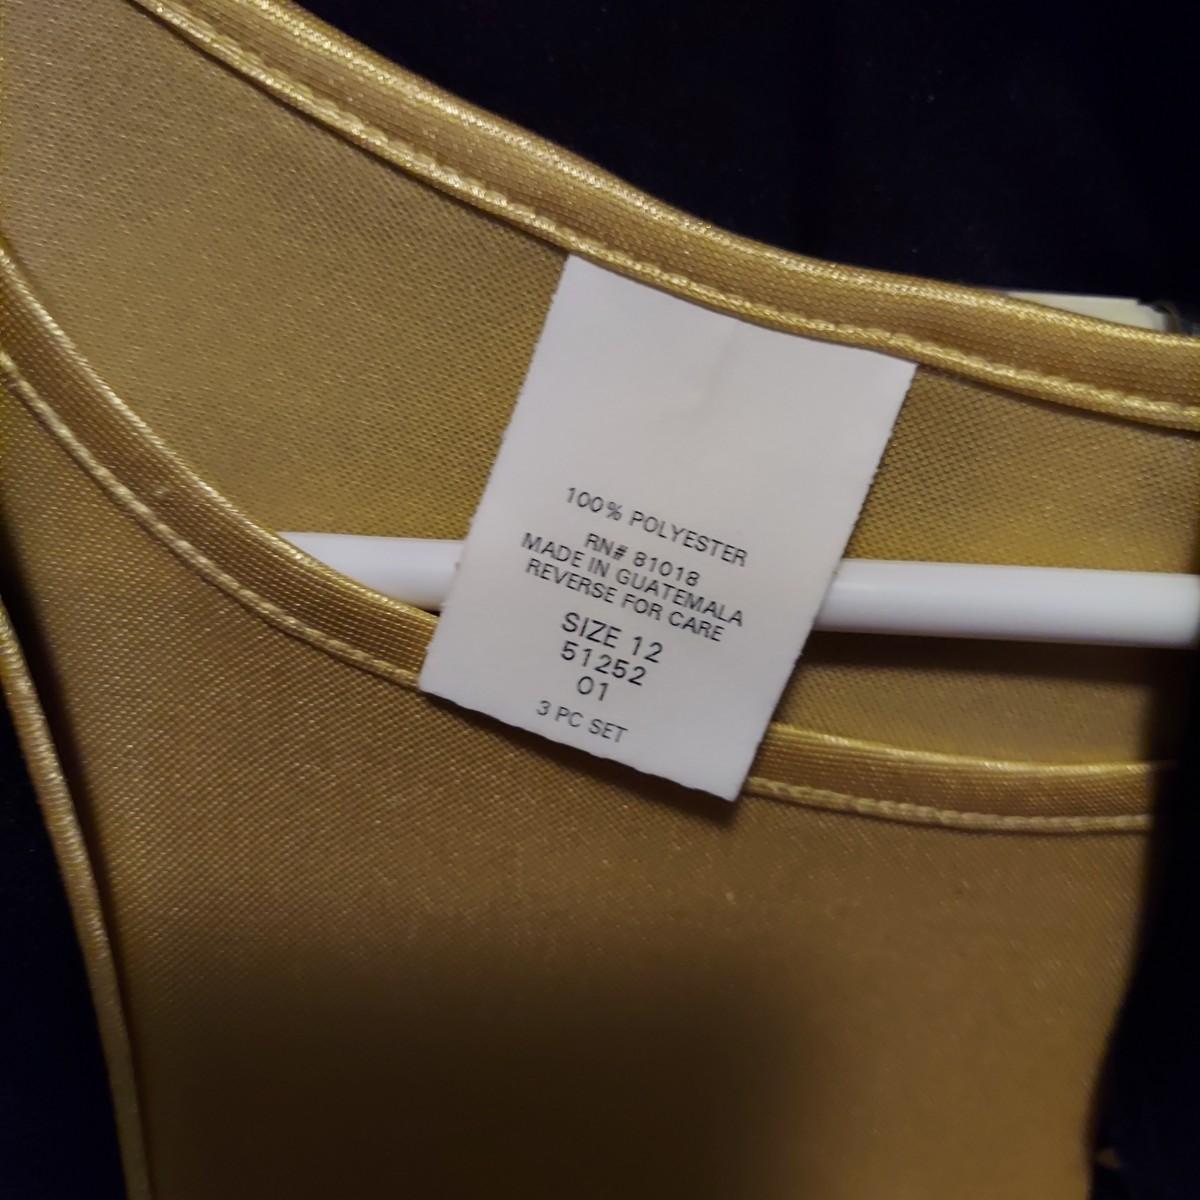 100% POLYESTER
RN# 81018
MADE IN GUATEMALA
REVERSE FOR CARE
SIZE 12
51252
01
3 PC SET